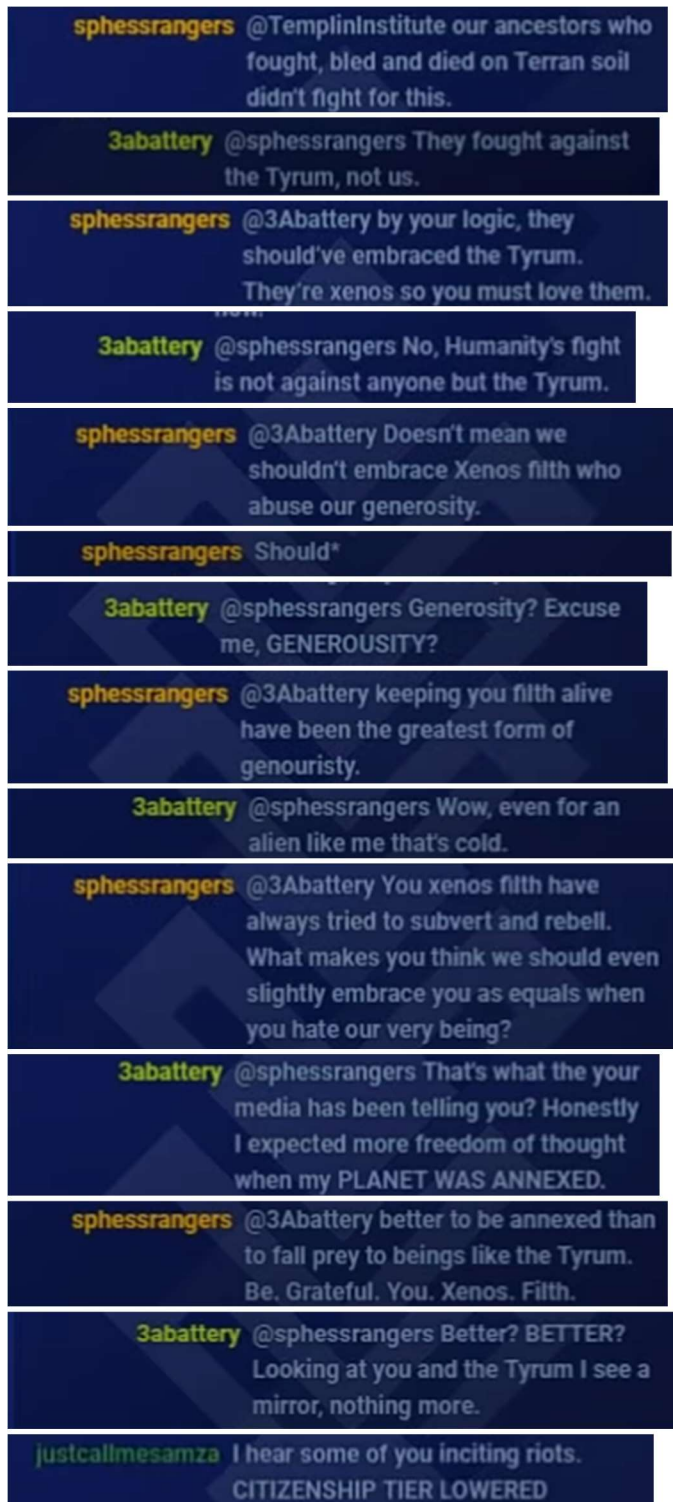 sphessrangers @TemplinInstitute our ancestors who
fought, bled and died on Terran soil
didn't fight for this.
3abattery @sphessrangers They fought against
the Tyrum, not us.
sphessrangers @3Abattery by your logic, they
should've embraced the Tyrum.
They're xenos so you must love them.
3abattery @sphessrangers No, Humanity's fight
is not against anyone but the Tyrum.
sphessrangers @3Abattery Doesn't mean we
shouldn't embrace Xenos filth who
abuse our generosity.
sphessrangers Should*
3abattery @sphessrangers Generosity? Excuse
me, GENEROUSITY?
sphessrangers @3Abattery keeping you filth alive
have been the greatest form of
genouristy.
3abattery @sphessrangers Wow, even for an
alien like me that's cold.
sphessrangers @3Abattery You xenos filth have
always tried to subvert and rebell.
What makes you think we should even
slightly embrace you as equals when
you hate our very being?
3abattery @sphessrangers That's what the your
media has been telling you? Honestly
I expected more freedom of thought
when my PLANET WAS ANNEXED.
sphessrangers @3Abattery better to be annexed than
to fall prey to beings like the Tyrum.
Be. Grateful. You. Xenos. Filth.
3abattery @sphessrangers Better? BETTER?
Looking at you and the Tyrum I see a
mirror, nothing more.
justcallmesamza I hear some of you inciting riots.
CITIZENSHIP TIER LOWERED